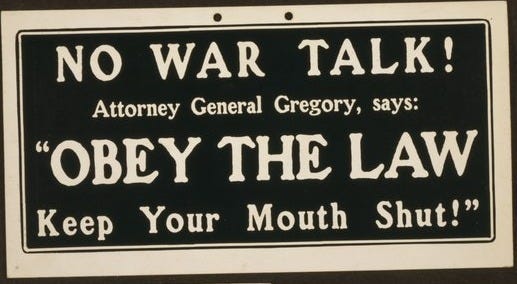 NO WAR TALK!
Attorney General Gregory, says:
“OBEY THE LAW
Keep Your Mouth Shut!”